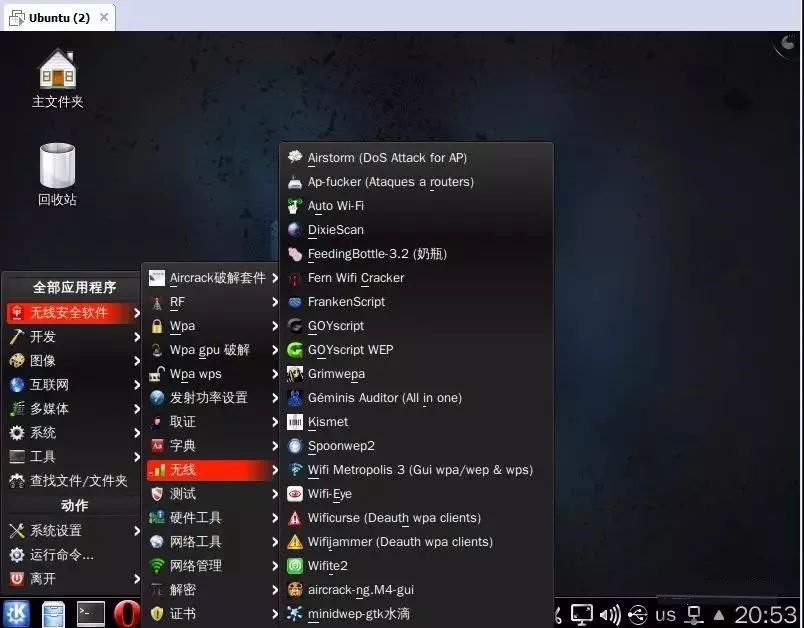 Ubuntu (2)
主文件夹
回收站
全部应用程序
无线安全软件
开发
图像
互联网
多媒体
系统
工具
查找文件/文件夹
动作
系统设置
运行命令...
离开
Aircrack破解套件
RF
Wpa
Wpa gpu 破解
Wpa wps
发射功率设置
取证
字典
无线
测试
硬件工具
网络工具
网络管理
解密
证书
Airstorm (DoS Attack for AP)
Ap-fucker (Ataques a routers)
Auto Wi-Fi
DixieScan
FeedingBottle-3.2 (奶瓶)
Fern Wifi Cracker
FrankenScript
GOYscript
GOYscript WEP
Grimwepa
Géminis Auditor (All in one)
Kismet
Spoonwep2
Wifi Metropolis 3 (Gui wpa/wep & wps)
Wifi-Eye
Wificurse (Deauth wpa clients)
Wifijammer (Deauth wpa clients)
Wifite2
aircrack-ng.M4-gui
minidwep-gtk水滴
US
20:53